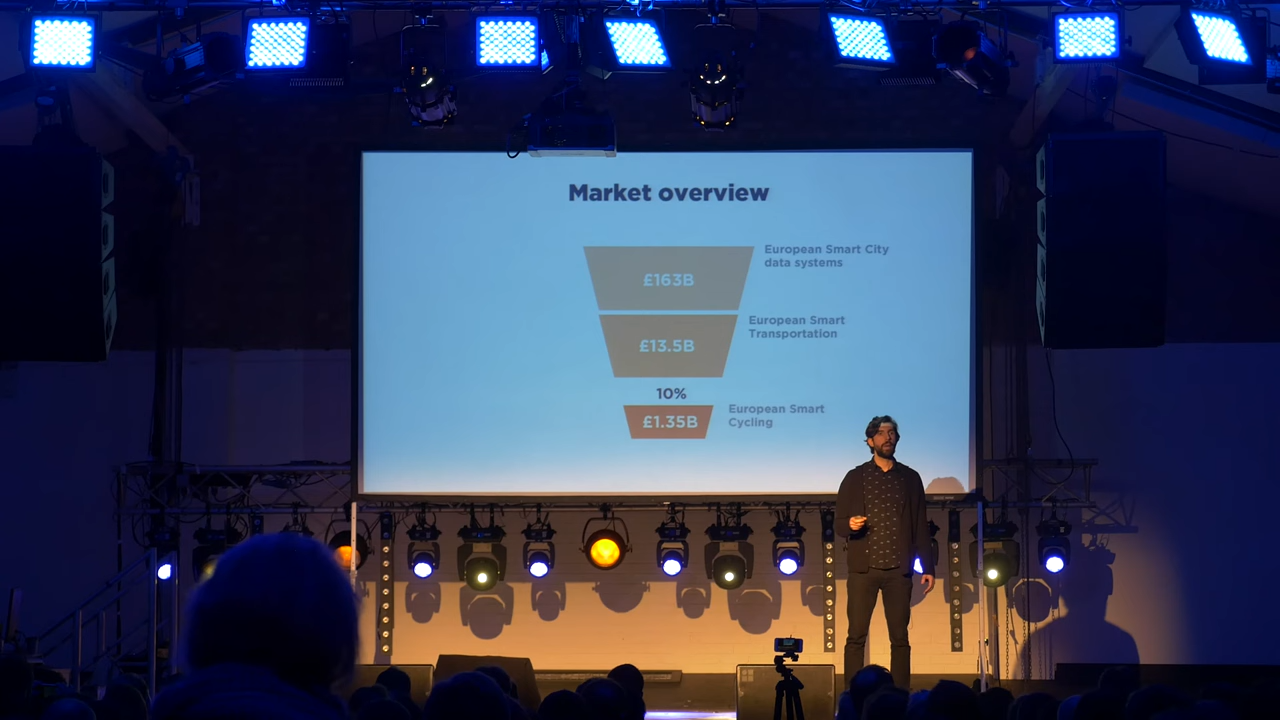 Market overview
£163B
European Smart City
data systems
£13.5B
European Smart
Transportation
10%
£1.35B
European Smart
Cycling